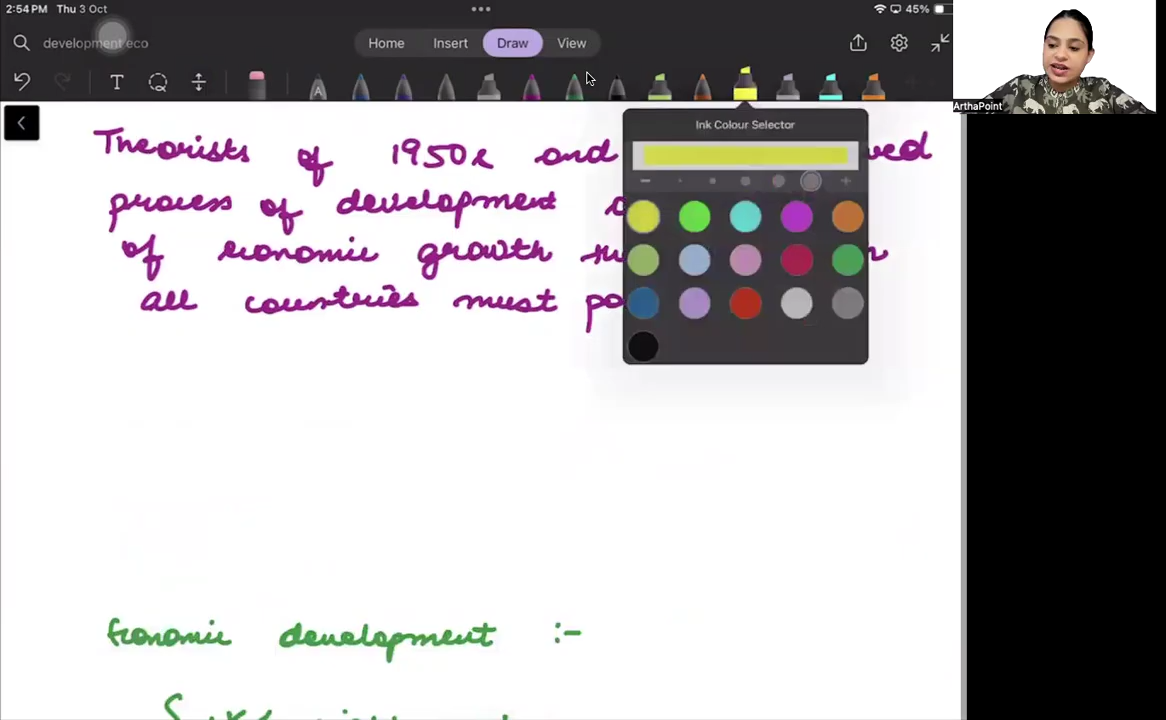 2:54 PM Thu 3 Oct
45%
development eco
Home Insert Draw View
T
A
ArthaPoint
Ink Colour Selector
Theorists of 1950s and
process of development
of economic growth
all countries must
Economic development :-